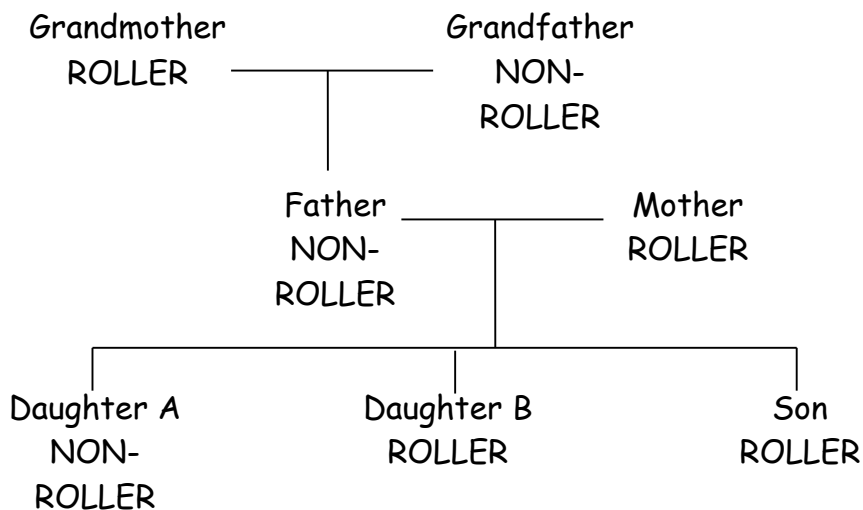 Grandmother
ROLLER
Grandfather
NON-
ROLLER
Father
NON-
ROLLER
Mother
ROLLER
Daughter A
NON-
ROLLER
Daughter B
ROLLER
Son
ROLLER